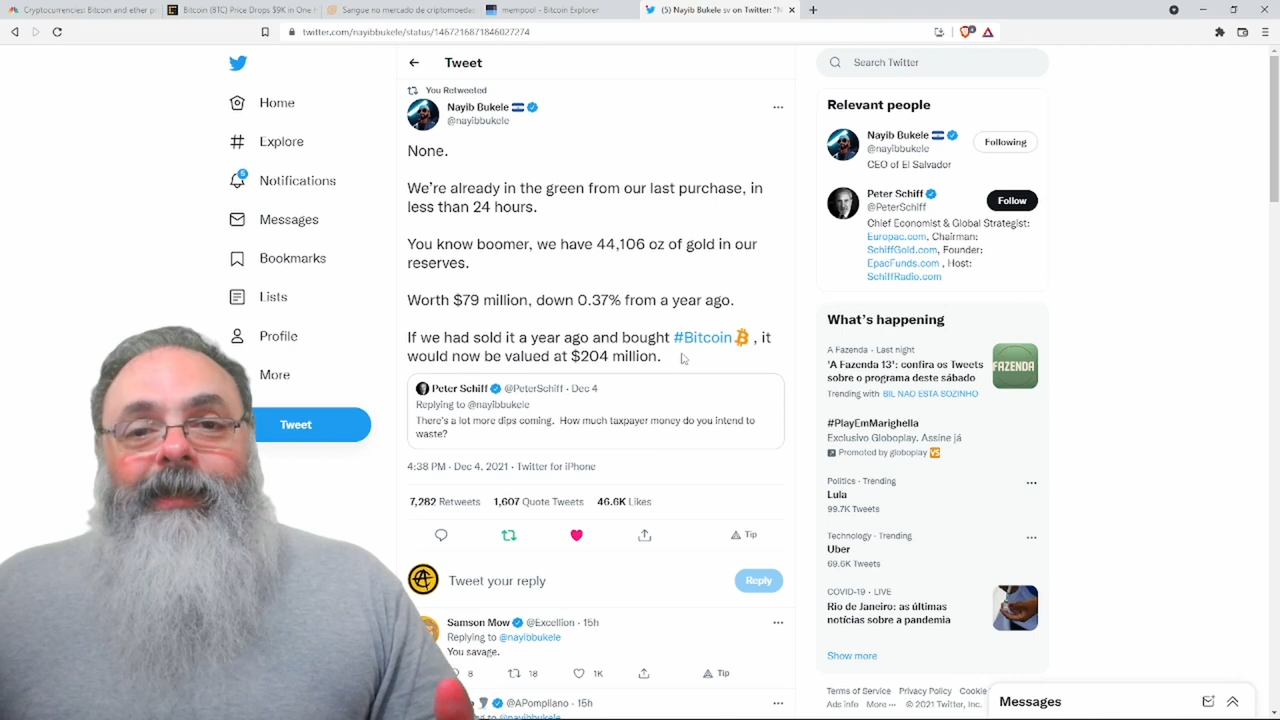 Cryptocurrencies: Bitcoin and ether pr
Bitcoin (BTC) Price Drops $9K in One H
Sangue no mercado de criptomoedas
mempool - Bitcoin Explorer
(5) Nayib Bukele sv on Twitter: "N
twitter.com/nayibbukele/status/1467216871846027274
Home
Explore
Notifications
Messages
Bookmarks
Lists
Profile
More
Tweet
Tweet
You Retweeted
Nayib Bukele
@nayibbukele
None.
We're already in the green from our last purchase, in
less than 24 hours.
You know boomer, we have 44,106 oz of gold in our
reserves.
Worth $79 million, down 0.37% from a year ago.
If we had sold it a year ago and bought #Bitcoin, it
would now be valued at $204 million.
Peter Schiff @PeterSchiff · Dec 4
Replying to @nayibbukele
There's a lot more dips coming. How much taxpayer money do you intend to
waste?
4:38 PM · Dec 4, 2021 · Twitter for iPhone
7,282 Retweets 1,607 Quote Tweets 46.6K Likes
Tip
Tweet your reply
Reply
Samson Mow @Excellion · 15h
Replying to @nayibbukele
You savage.
8 18 1K Tip
@APompliano · 15h
to @nayibbukele
Search Twitter
Relevant people
Nayib Bukele
@nayibbukele
Following
CEO of El Salvador
Peter Schiff
@PeterSchiff
Follow
Chief Economist & Global Strategist:
Europac.com, Chairman:
SchiffGold.com, Founder:
EpacFunds.com , Host:
SchiffRadio.com
What's happening
A Fazenda · Last night
'A Fazenda 13': confira os Tweets
sobre o programa deste sábado
Trending with BIL NAO ESTA SOZINHO
FAZENDA
#PlayEmMarighella
Exclusivo Globoplay. Assine já
Promoted by globoplay VS
Politics · Trending
Lula
99.7K Tweets
Technology · Trending
Uber
69.6K Tweets
COVID-19 · LIVE
Rio de Janeiro: as últimas
notícias sobre a pandemia
Show more
Terms of Service Privacy Policy Cookie
Ads info More © 2021 Twitter, Inc.
Messages